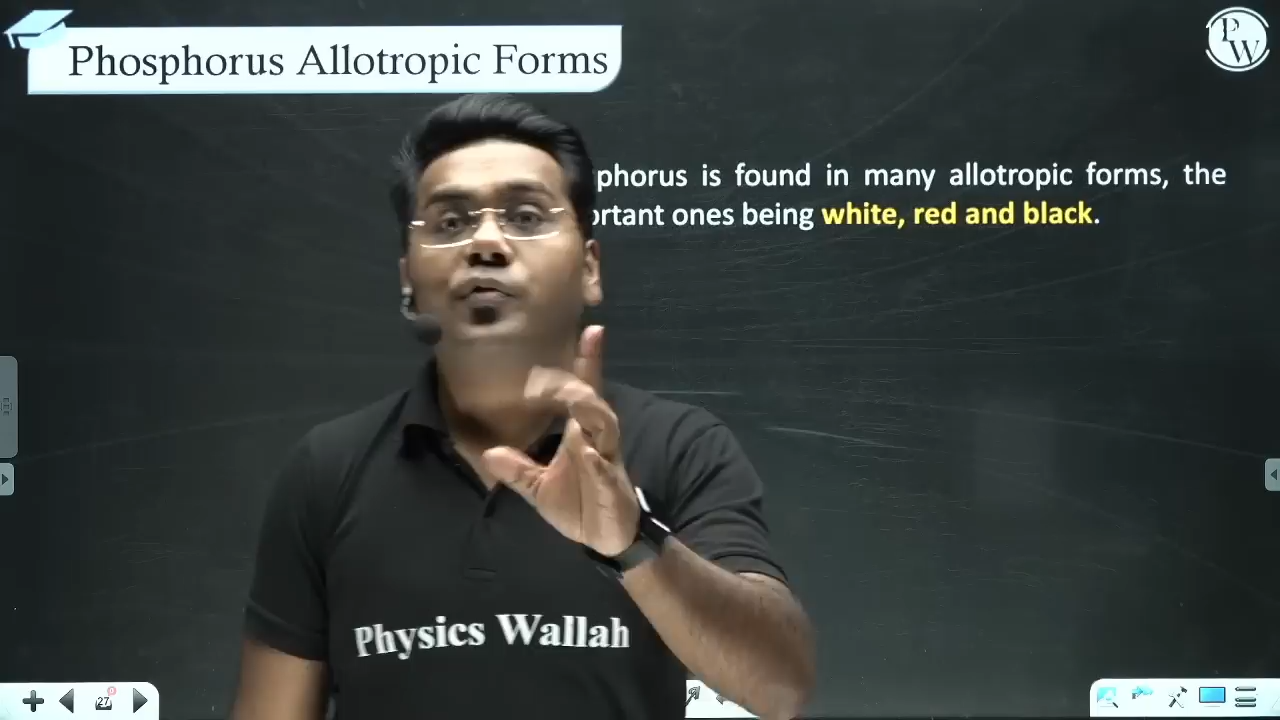 Phosphorus Allotropic Forms
PW
phorus is found in many allotropic forms, the
ortant ones being white, red and black.
Physics Wallah
27